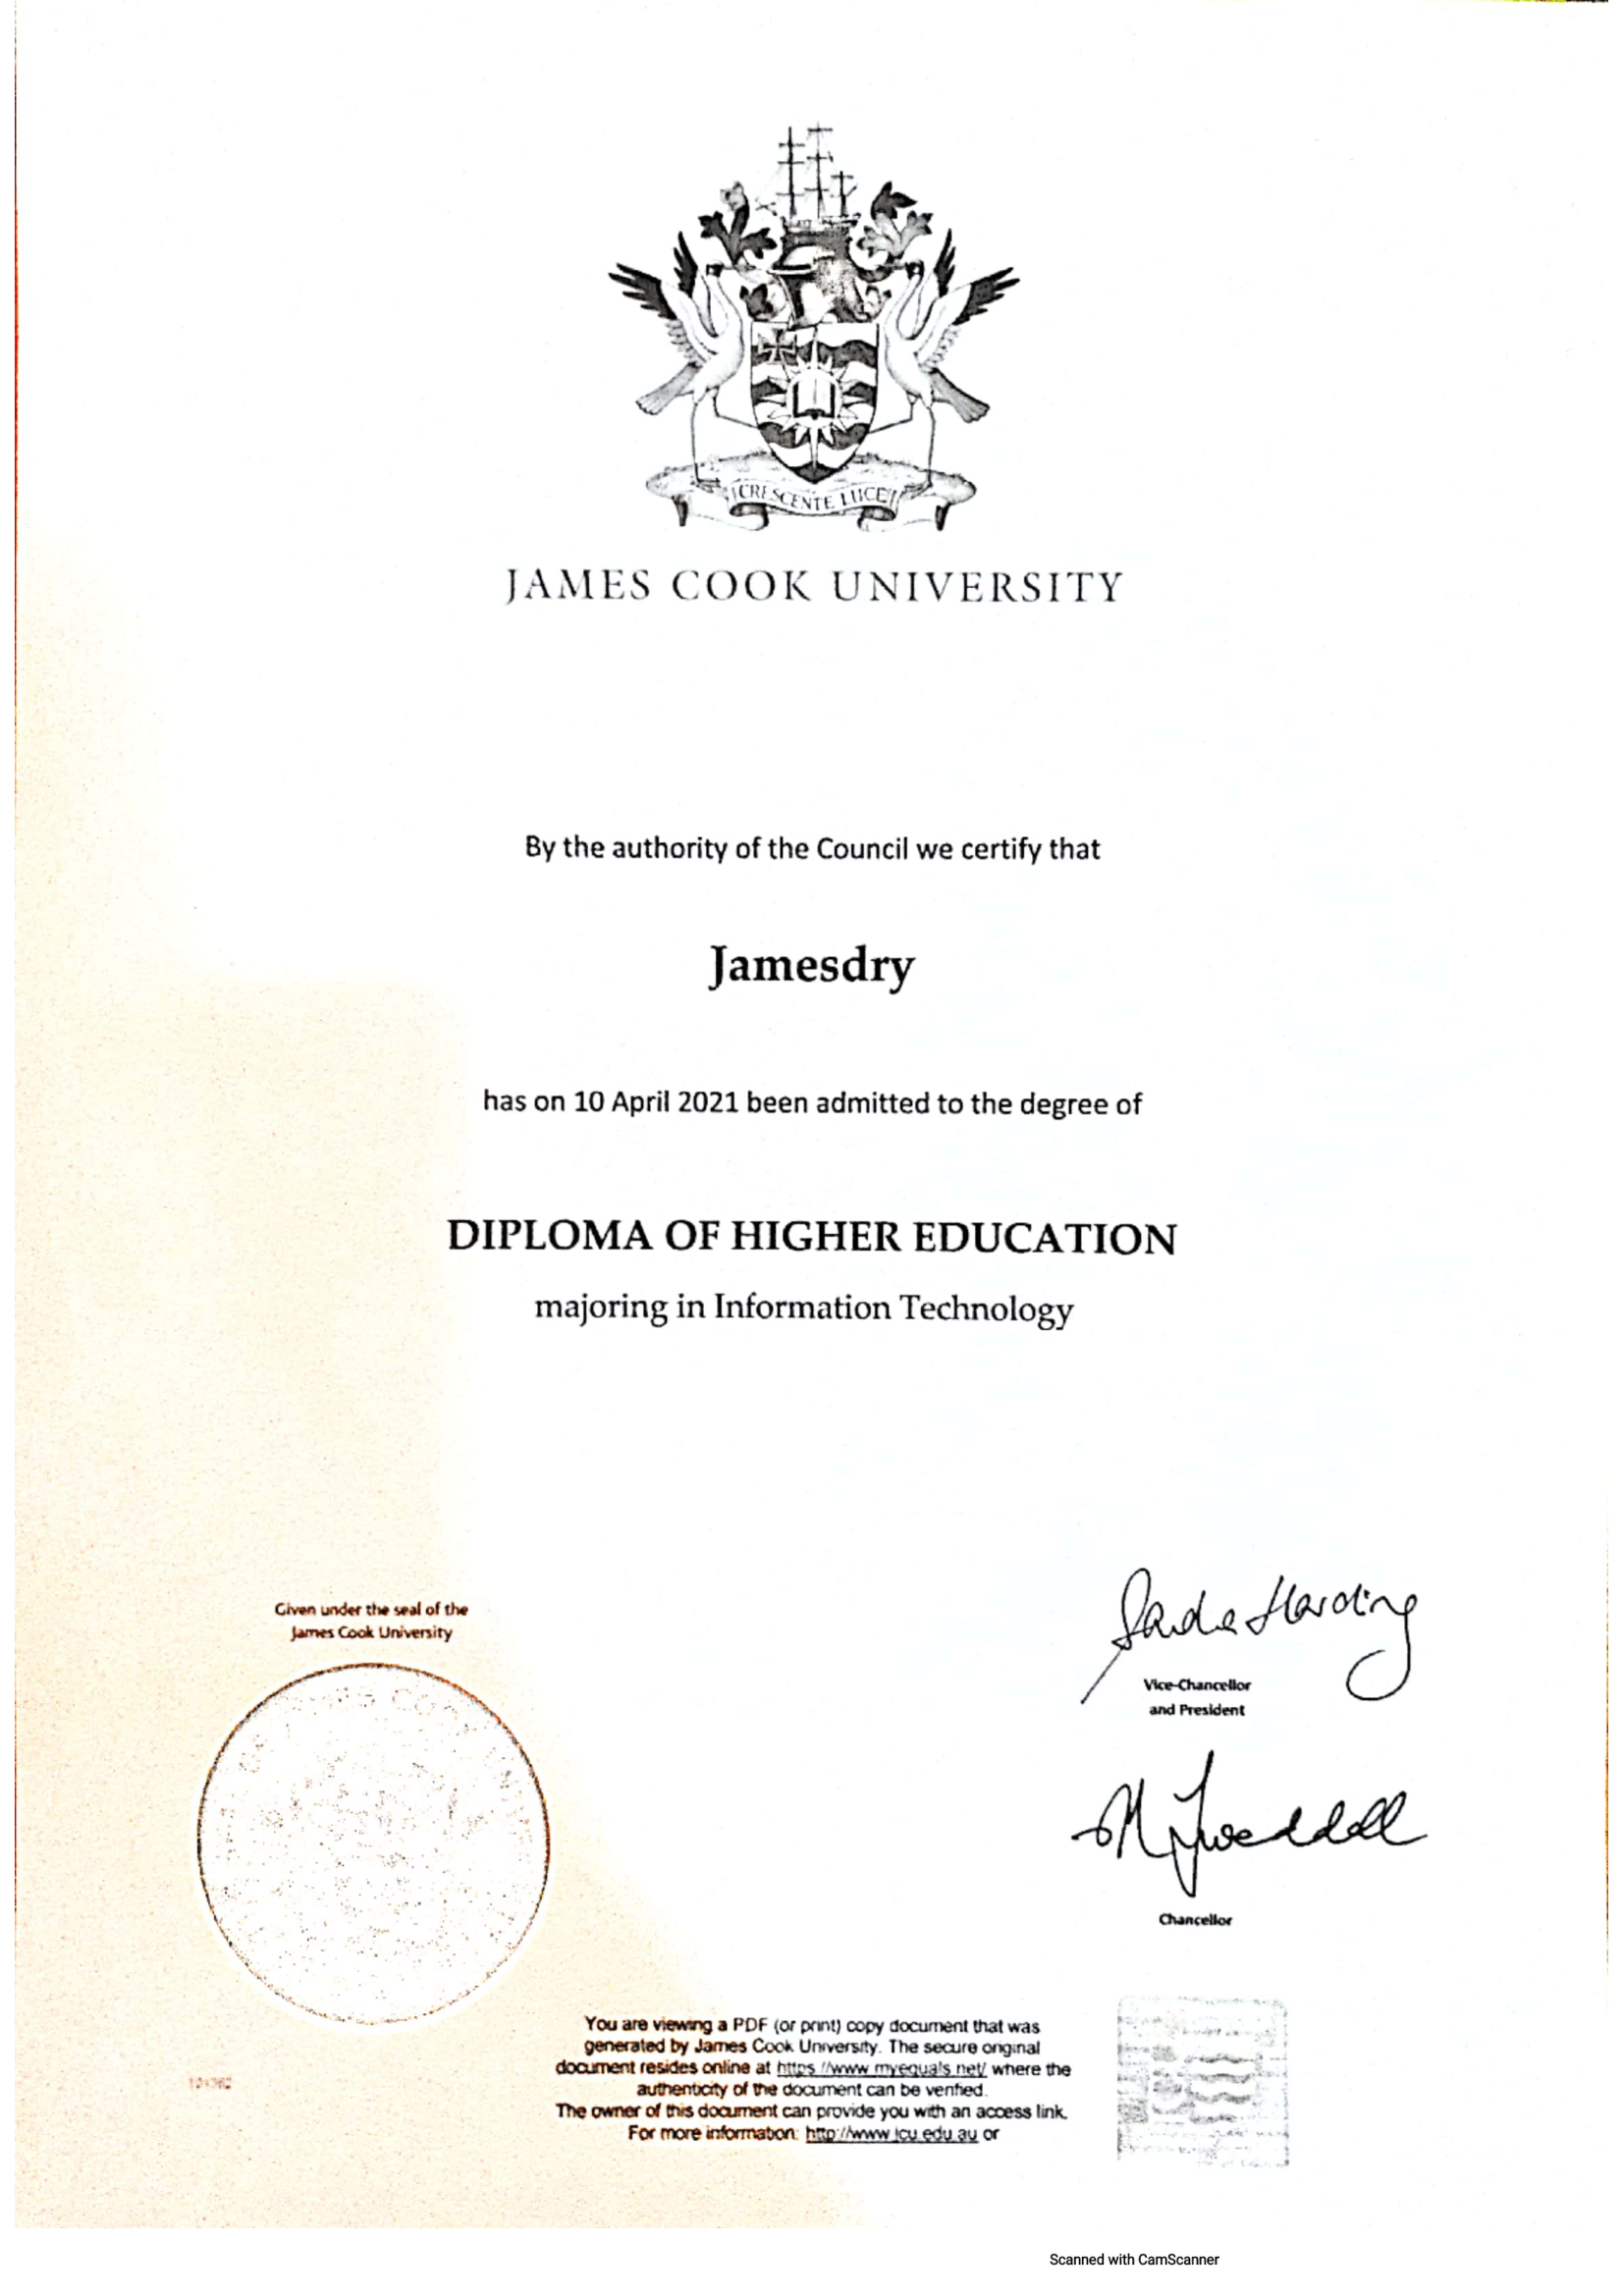 CRESCENTE LUCE
JAMES COOK UNIVERSITY
By the authority of the Council we certify that
Jamesdry
has on 10 April 2021 been admitted to the degree of
DIPLOMA OF HIGHER EDUCATION
majoring in Information Technology
Given under the seal of the
James Cook University
Sandra Harding
Vice-Chancellor
and President
Tweddell
Chancellor
You are viewing a PDF (or print) copy document that was
generated by James Cook University. The secure original
document resides online at https://www.myequals.net/ where the
authenticity of the document can be verified.
The owner of this document can provide you with an access link.
For more information: http://www.jcu.edu.au or
Scanned with CamScanner